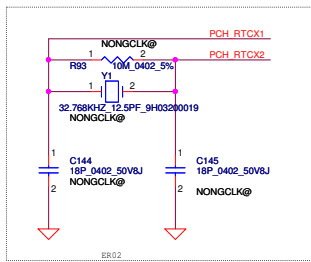 PCH_RTCX1
NONGCLK@
1 2 PCH_RTCX2
R93 10M_0402_5%
Y1
1 2
32.768KHZ_12.5PF_9H03200019
NONGCLK@
1 1
C144 C145
18P_0402_50V8J 18P_0402_50V8J
2 NONGCLK@ 2 NONGCLK@
ER02